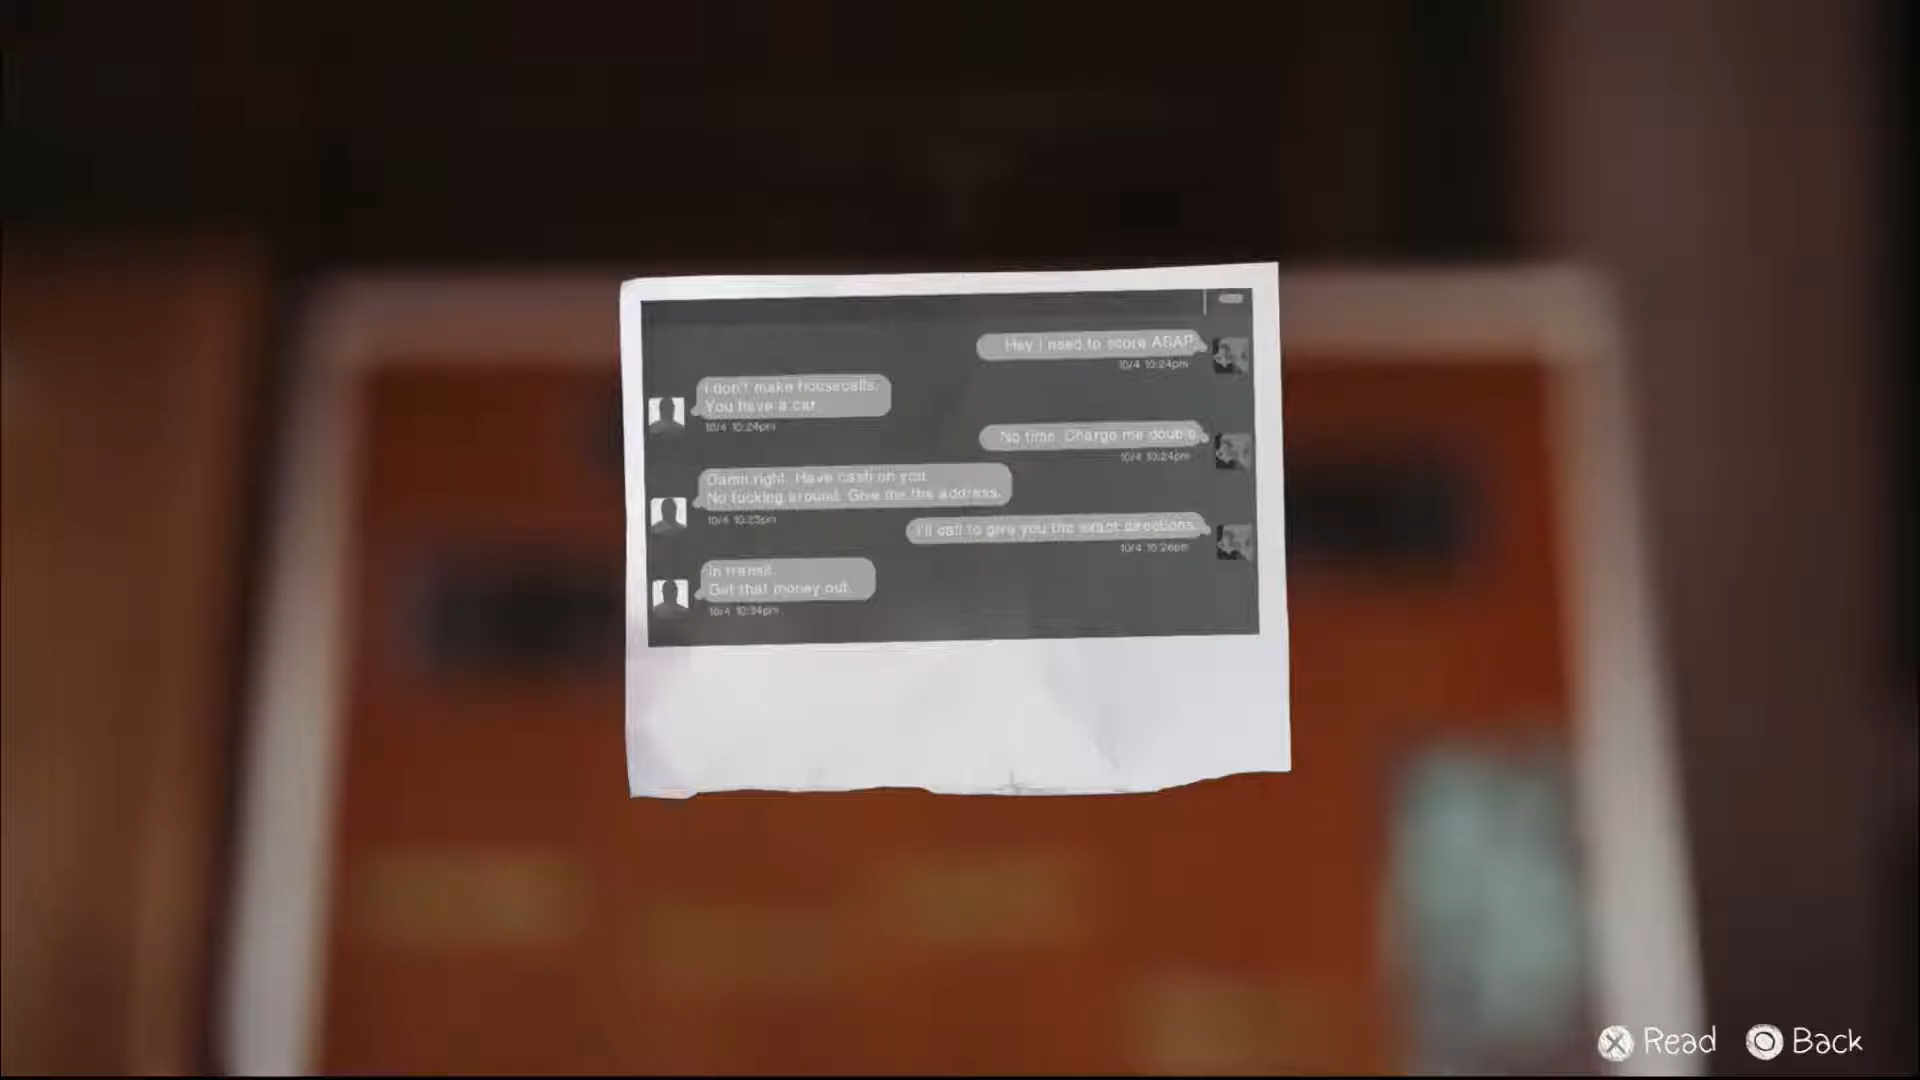 Hey I need to score ASAP
10/4 10:24pm
I don't make housecalls.
You have a car.
10/4 10:24pm
No time. Charge me double
10/4 10:24pm
Damn right. Have cash on you.
No fucking around. Give me the address.
10/4 10:25pm
I'll call to give you the exact directions.
10/4 10:26pm
In transit.
Get that money out.
10/4 10:34pm
Read
Back